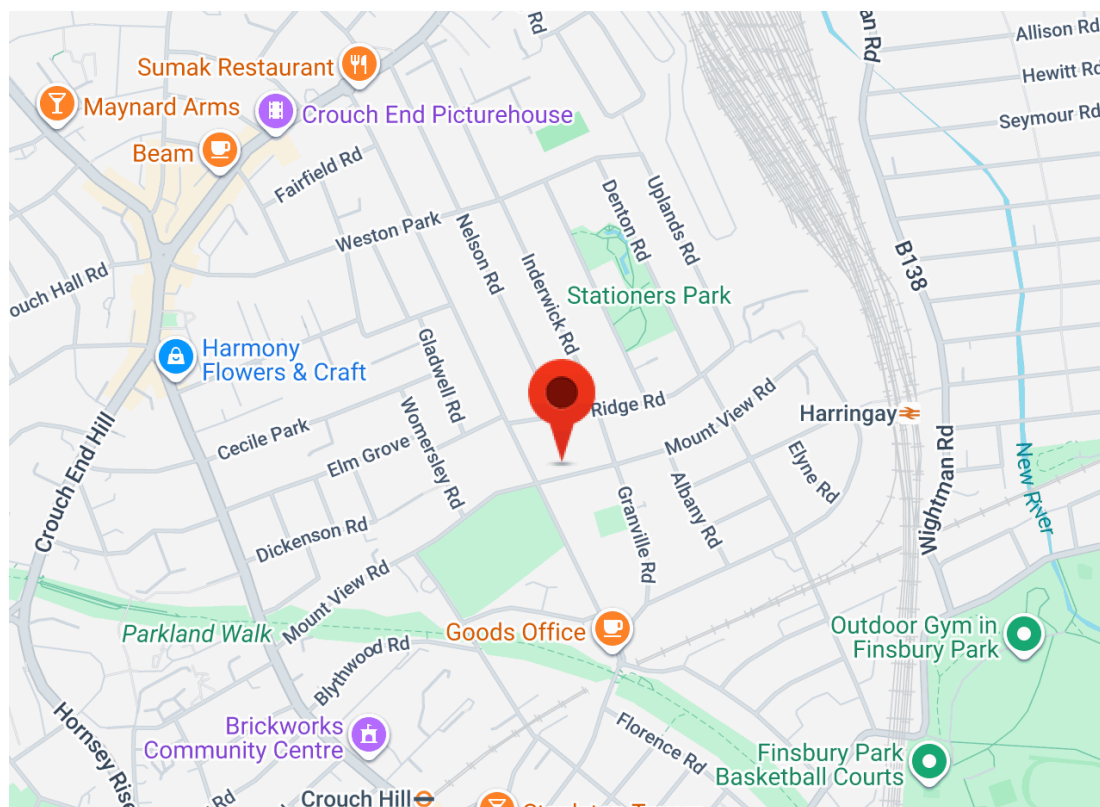 Rd
an Rd
Allison Rd
Sumak Restaurant
Hewitt Rd
Maynard Arms
Crouch End Picturehouse
Seymour Rd
Beam
Fairfield Rd
Denton Rd
Uplands Rd
Weston Park
Nelson Rd
Inderwick Rd
B138
ouch Hall Rd
Stationers Park
Harmony
Flowers & Craft
Gladwell Rd
Ridge Rd
Mount View Rd
Harringay
Womersley Rd
Cecile Park
Elm Grove
Elyne Rd
Crouch End Hill
Wightman Rd
New River
Albany Rd
Granville Rd
Dickenson Rd
Mount View Rd
Parkland Walk
Goods Office
Outdoor Gym in
Finsbury Park
Blythwood Rd
Hornsey Rise
Brickworks
Community Centre
Florence Rd
Finsbury Park
Basketball Courts
Rd
Crouch Hill